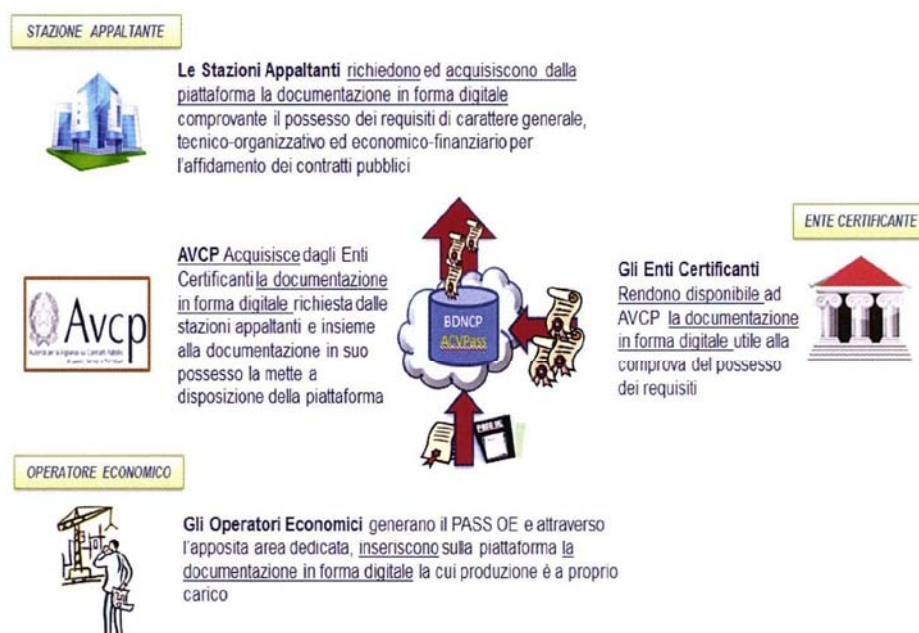 STAZIONE APPALTANTE
Le Stazioni Appaltanti richiedono ed acquisiscono dalla
piattaforma la documentazione in forma digitale
comprovante il possesso dei requisiti di carattere generale,
tecnico-organizzativo ed economico-finanziario per
l'affidamento dei contratti pubblici
ENTE CERTIFICANTE
AVCP Acquisisce dagli Enti
Certificanti la documentazione
in forma digitale richiesta dalle
stazioni appaltanti e insieme
alla documentazione in suo
possesso la mette a
disposizione della piattaforma
Avcp
BDNCP
ACVPass
Gli Enti Certificanti
Rendono disponibile ad
AVCP la documentazione
in forma digitale utile alla
comprova del possesso
dei requisiti
OPERATORE ECONOMICO
Gli Operatori Economici generano il PASS OE e attraverso
l'apposita area dedicata, inseriscono sulla piattaforma la
documentazione in forma digitale la cui produzione è a proprio
carico